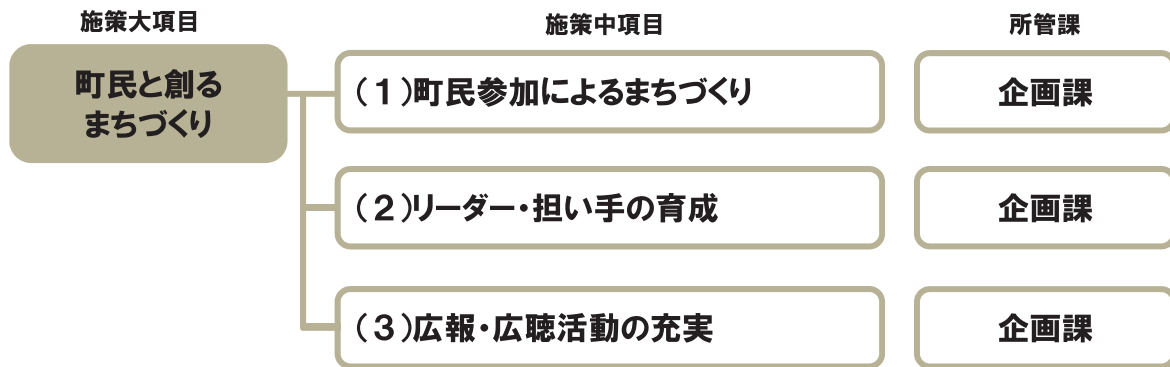 施策大項目
施策中項目
所管課
町民と創る
まちづくり
（1）町民参加によるまちづくり
企画課
（2）リーダー・担い手の育成
企画課
（3）広報・広聴活動の充実
企画課